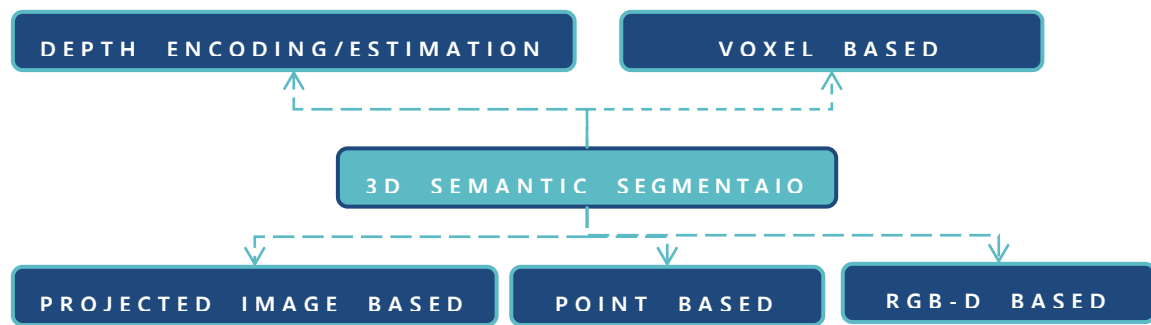 DEPTH ENCODING/ESTIMATION
VOXEL BASED
3D SEMANTIC SEGMENTAIO
PROJECTED IMAGE BASED
POINT BASED
RGB-D BASED